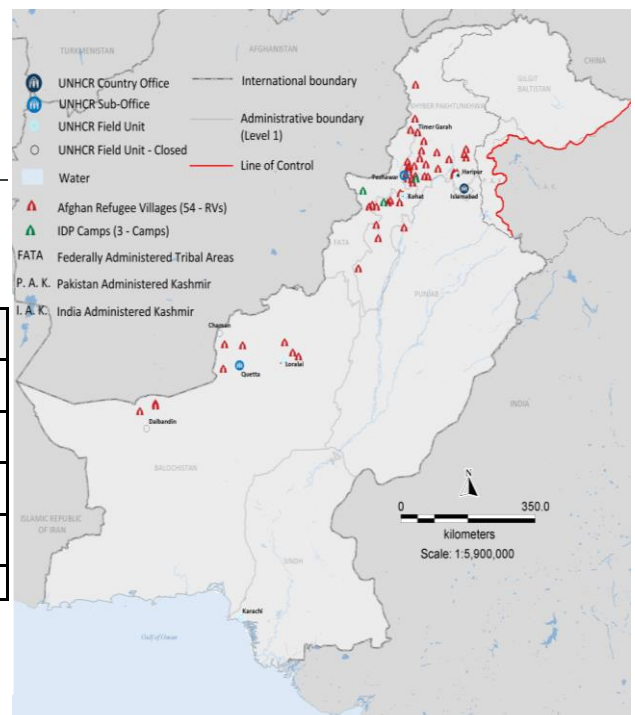 TURKMENISTAN
AFGHANISTAN
CHINA
GILGIT
BALTISTAN
UNHCR Country Office
UNHCR Sub-Office
UNHCR Field Unit
UNHCR Field Unit - Closed
Water
Afghan Refugee Villages (54 - RVs)
IDP Camps (3 - Camps)
FATA Federally Administered Tribal Areas
P. A. K. Pakistan Administered Kashmir
I. A. K. India Administered Kashmir
International boundary
Administrative boundary
(Level 1)
Line of Control
KHYBER PAKHTUNKHWA
Timer Garah
Peshawar
Haripur
Islamabad
Kohat
FATA
PUNJAB
Chaman
Quetta
Loralai
Dalbandin
BALOCHISTAN
INDIA
ISLAMIC REPUBLIC
OF IRAN
SINDH
Karachi
Gulf of Oman
N
0 350.0
kilometers
Scale: 1:5,900,000